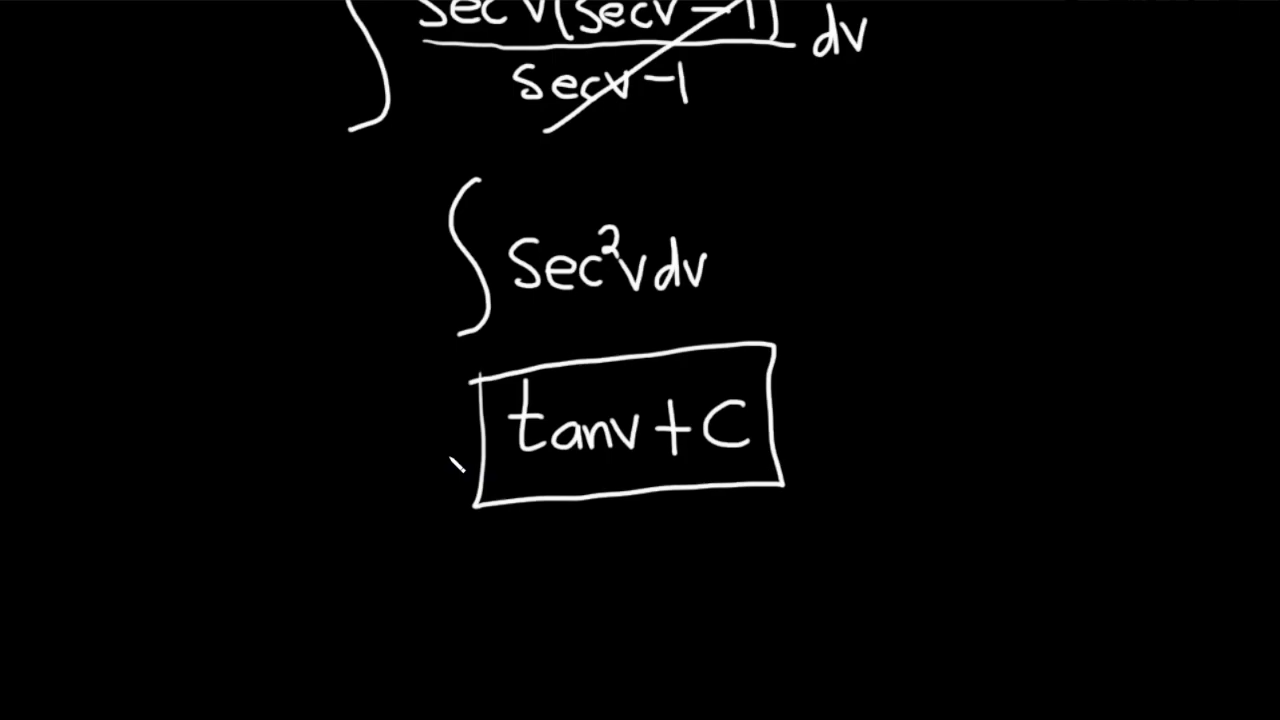 ∫ sec v(sec v − 1) dv
sec v − 1
∫ sec²v dv
tan v + C